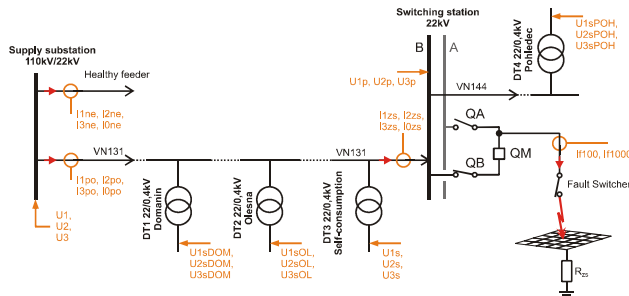 Supply substation
110kV/22kV
Healthy feeder
I1ne, I2ne,
I3ne, I0ne
VN131
I1po, I2po,
I3po, I0po
U1,
U2,
U3
DT1 22/0,4kV
Domanin
U1sDOM,
U2sDOM,
U3sDOM
DT2 22/0,4kV
Olesna
U1sOL,
U2sOL,
U3sOL
VN131
DT3 22/0,4kV
Self-consumption
U1s,
U2s,
U3s
I1zs, I2zs,
I3zs, I0zs
Switching station
22kV
B
A
U1p, U2p, U3p
VN144
DT4 22/0,4kV
Pohledec
U1sPOH,
U2sPOH,
U3sPOH
QA
QB
QM
If100, If1000
Fault Switcher
Rzs